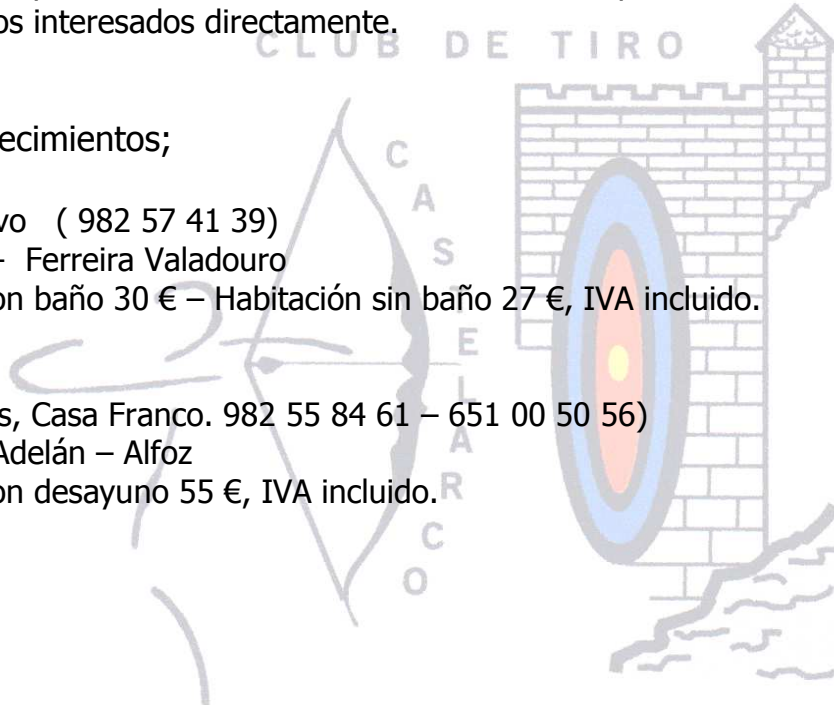 os interesados directamente.
CLUB DE TIRO
CASTELARCO
ecimientos;
vo ( 982 57 41 39)
- Ferreira Valadouro
on baño 30 € – Habitación sin baño 27 €, IVA incluido.
s, Casa Franco. 982 55 84 61 – 651 00 50 56)
Adelán – Alfoz
on desayuno 55 €, IVA incluido.